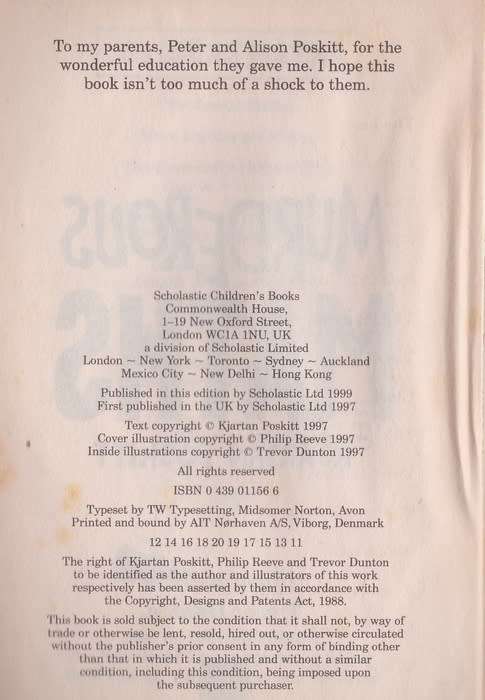 To my parents, Peter and Alison Poskitt, for the
wonderful education they gave me. I hope this
book isn't too much of a shock to them.
MURDEROUS
Scholastic Children's Books
Commonwealth House,
1–19 New Oxford Street,
London WC1A 1NU, UK
a division of Scholastic Limited
London ~ New York ~ Toronto ~ Sydney ~ Auckland
Mexico City ~ New Delhi ~ Hong Kong
Published in this edition by Scholastic Ltd 1999
First published in the UK by Scholastic Ltd 1997
Text copyright © Kjartan Poskitt 1997
Cover illustration copyright © Philip Reeve 1997
Inside illustrations copyright © Trevor Dunton 1997
All rights reserved
ISBN 0 439 01156 6
Typeset by TW Typesetting, Midsomer Norton, Avon
Printed and bound by AIT Nørhaven A/S, Viborg, Denmark
12 14 16 18 20 19 17 15 13 11
The right of Kjartan Poskitt, Philip Reeve and Trevor Dunton
to be identified as the author and illustrators of this work
respectively has been asserted by them in accordance with
the Copyright, Designs and Patents Act, 1988.
This book is sold subject to the condition that it shall not, by way of
trade or otherwise be lent, resold, hired out, or otherwise circulated
without the publisher's prior consent in any form of binding other
than that in which it is published and without a similar
condition, including this condition, being imposed upon
the subsequent purchaser.